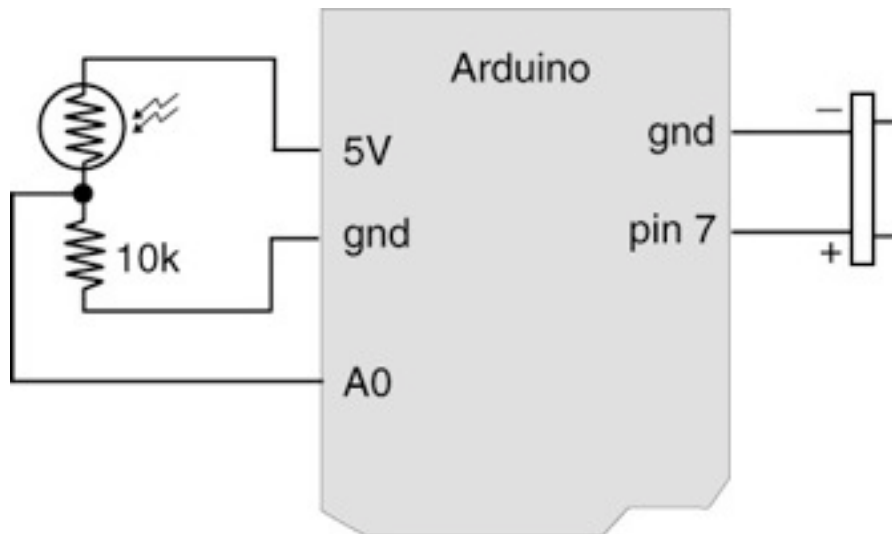 Arduino
5V
gnd
10k
A0
gnd
pin 7
−
+